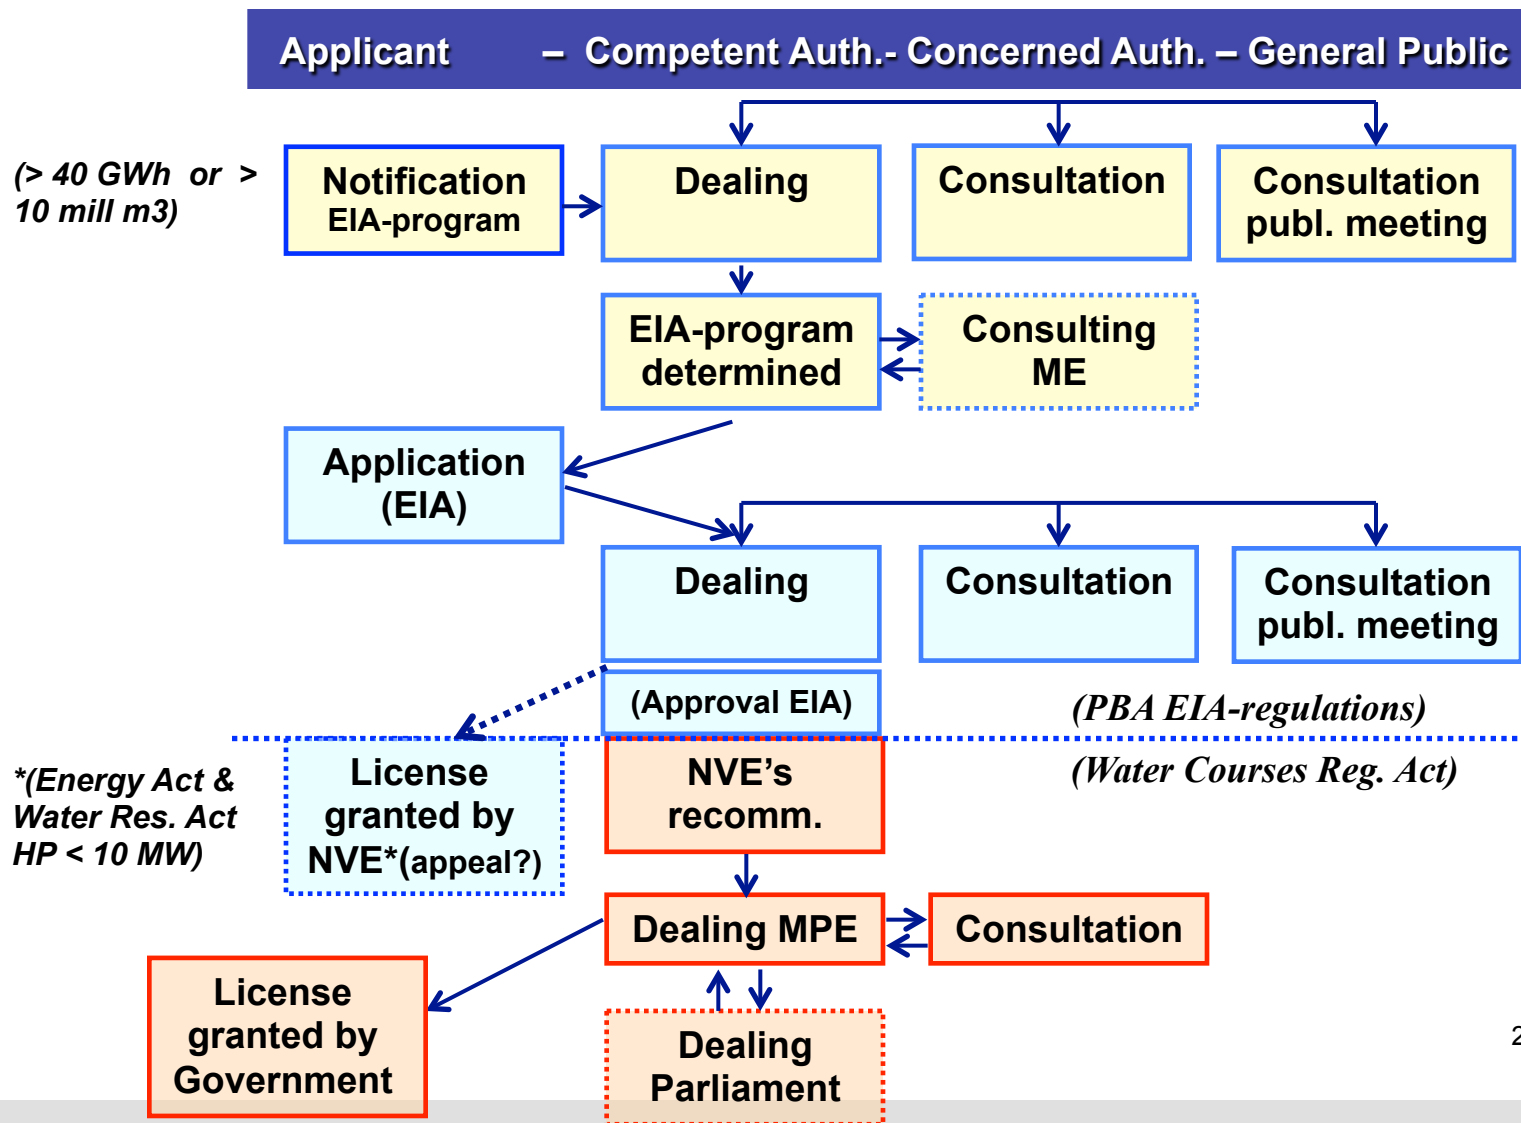 Applicant – Competent Auth.- Concerned Auth. – General Public
(> 40 GWh or >
10 mill m3)
Notification
EIA-program
Dealing
Consultation
Consultation
publ. meeting
EIA-program
determined
Consulting
ME
Application
(EIA)
Dealing
Consultation
Consultation
publ. meeting
(Approval EIA)
(PBA EIA-regulations)
(Water Courses Reg. Act)
*(Energy Act &
Water Res. Act
HP < 10 MW)
License
granted by
NVE*(appeal?)
NVE’s
recomm.
Dealing MPE
Consultation
License
granted by
Government
Dealing
Parliament
2